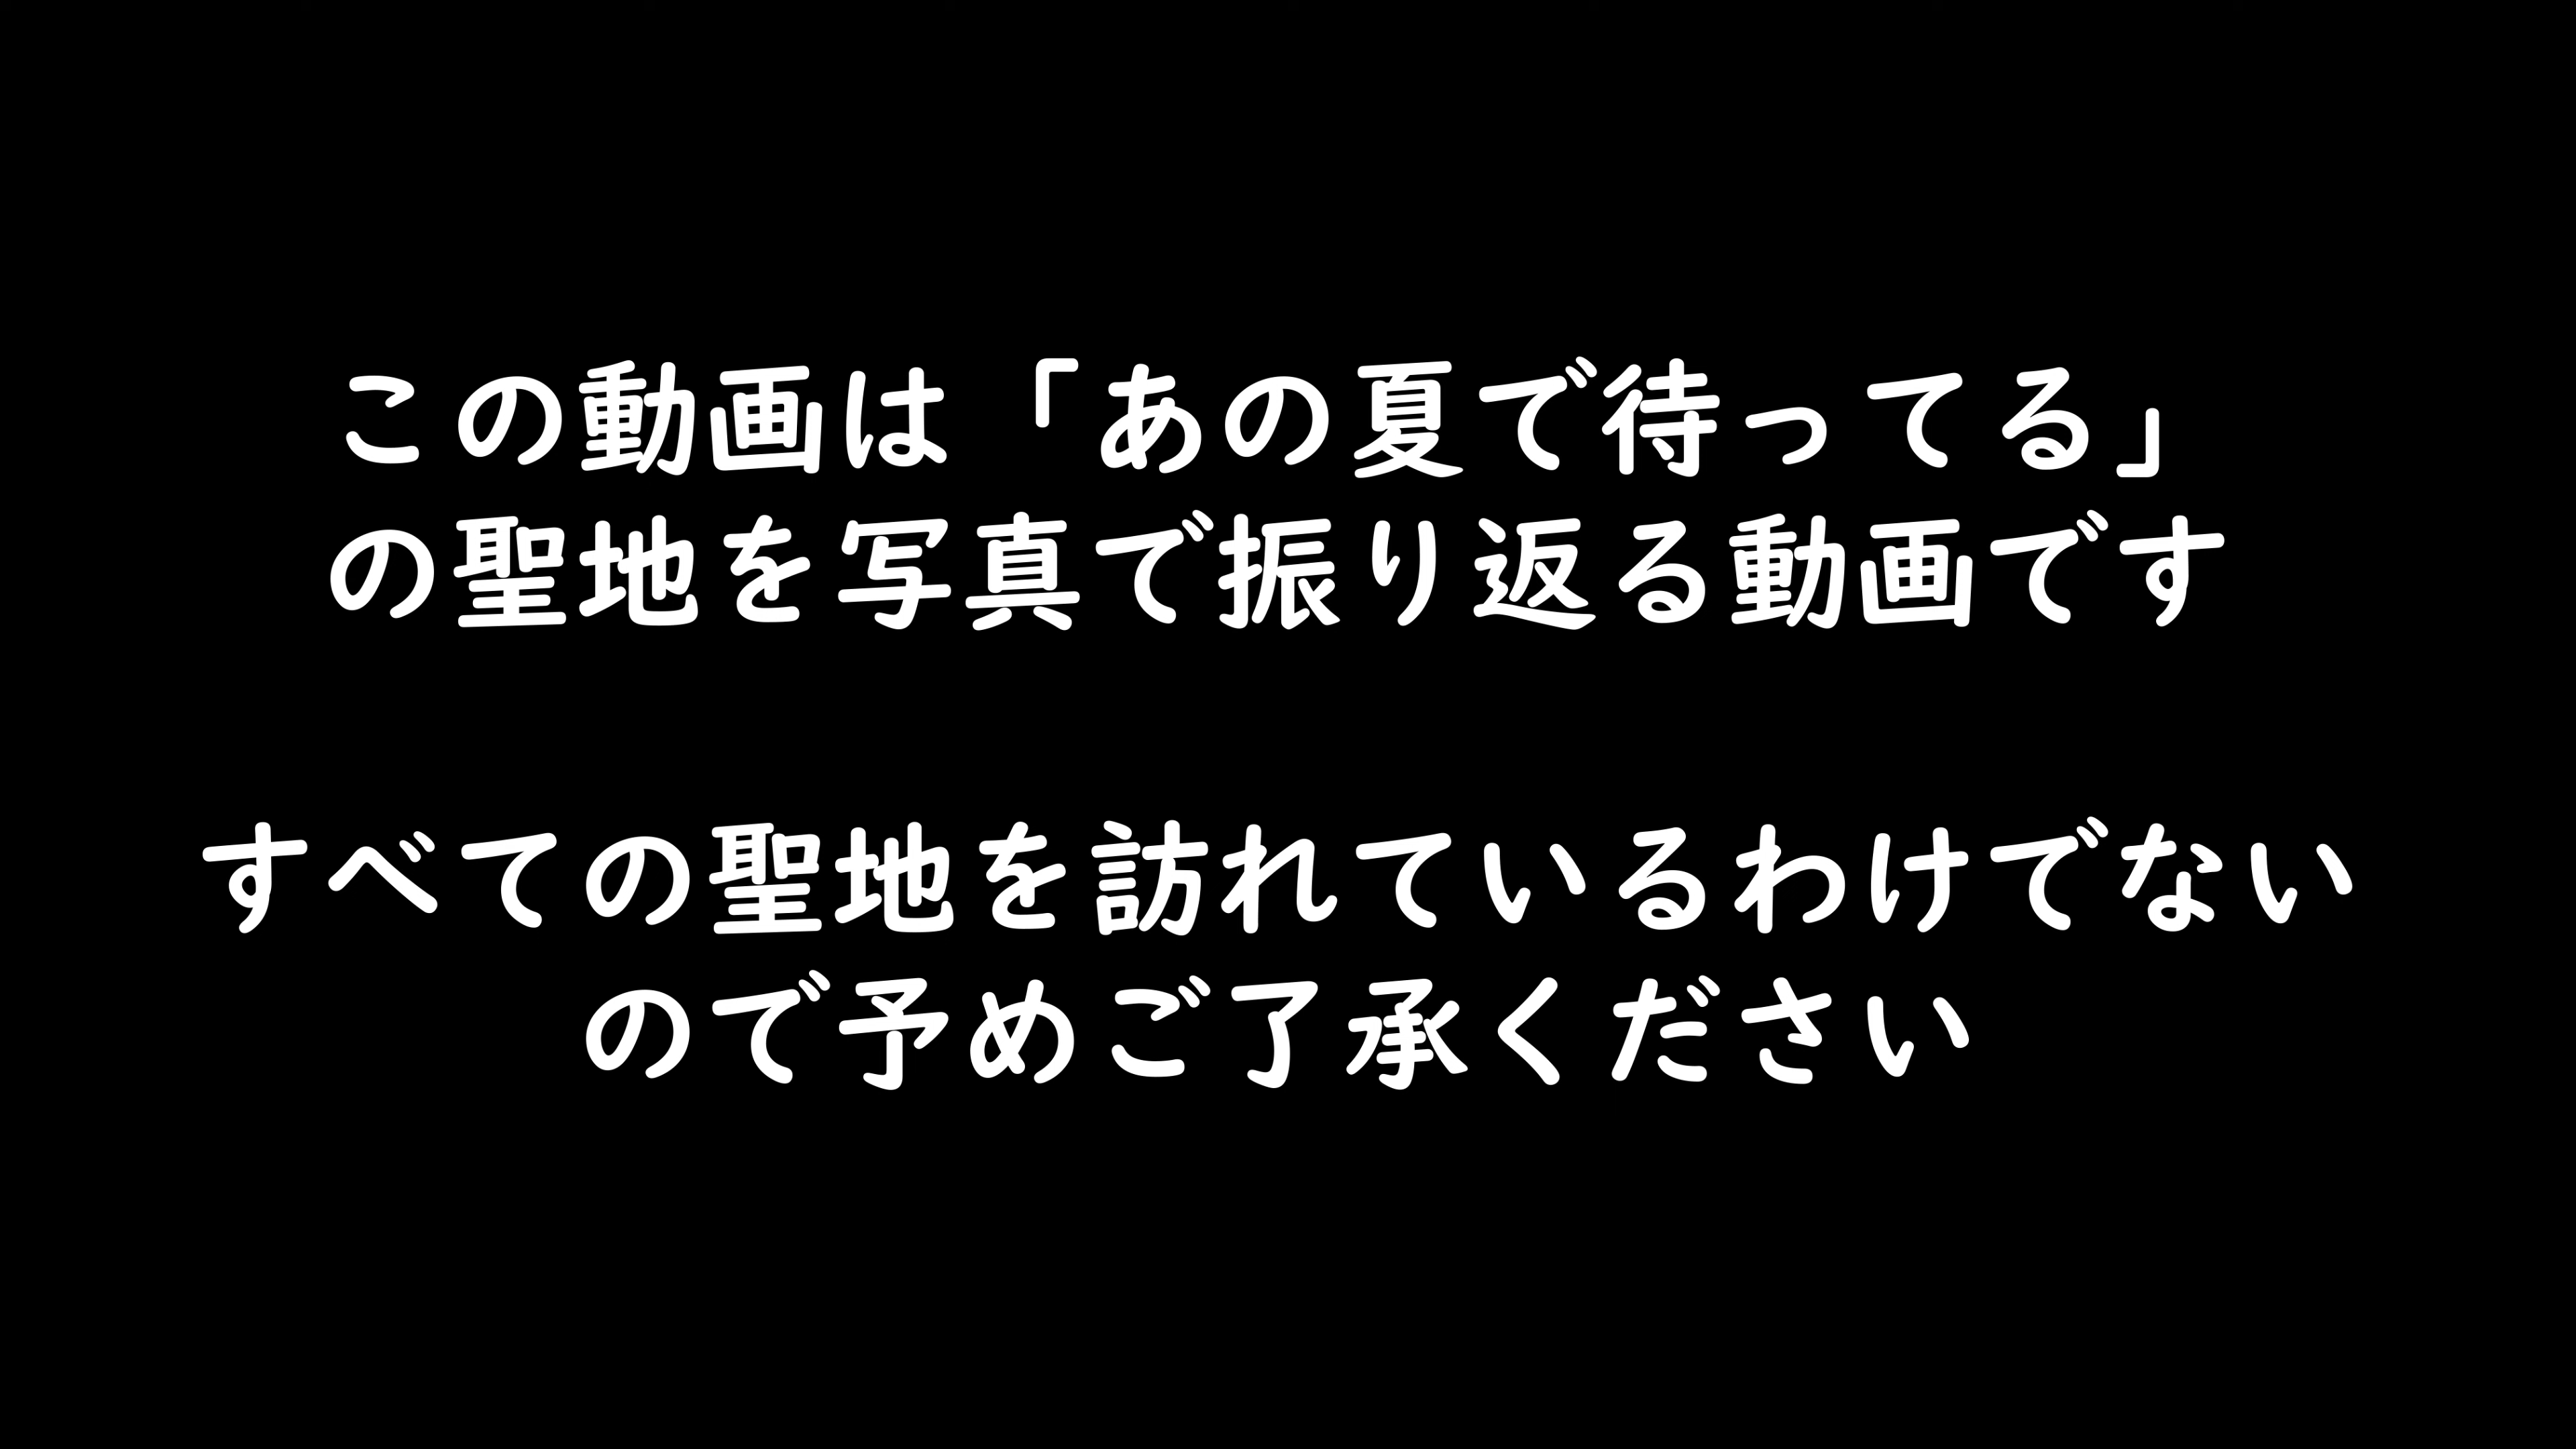 この動画は「あの夏で待ってる」
の聖地を写真で振り返る動画です
すべての聖地を訪れているわけでない
ので予めご了承ください